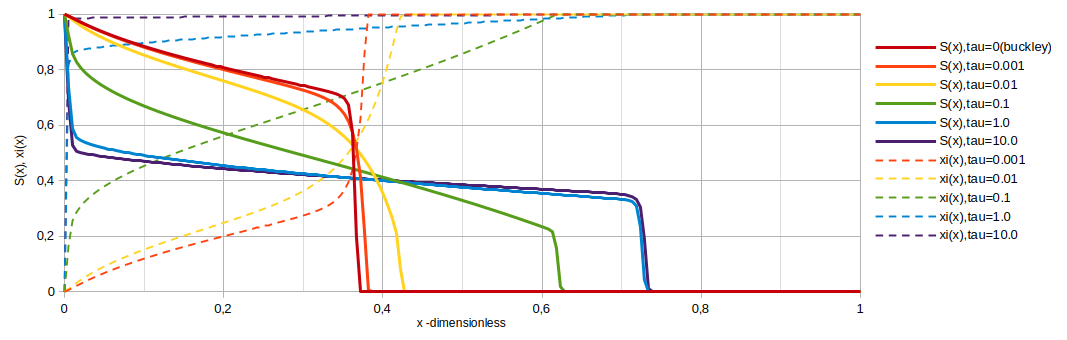 1
0,8
0,6
0,4
0,2
0
S(x), xi(x)
0
0,2
0,4
0,6
0,8
1
x -dimensionless
S(x),tau=0(buckley)
S(x),tau=0.001
S(x),tau=0.01
S(x),tau=0.1
S(x),tau=1.0
S(x),tau=10.0
xi(x),tau=0.001
xi(x),tau=0.01
xi(x),tau=0.1
xi(x),tau=1.0
xi(x),tau=10.0